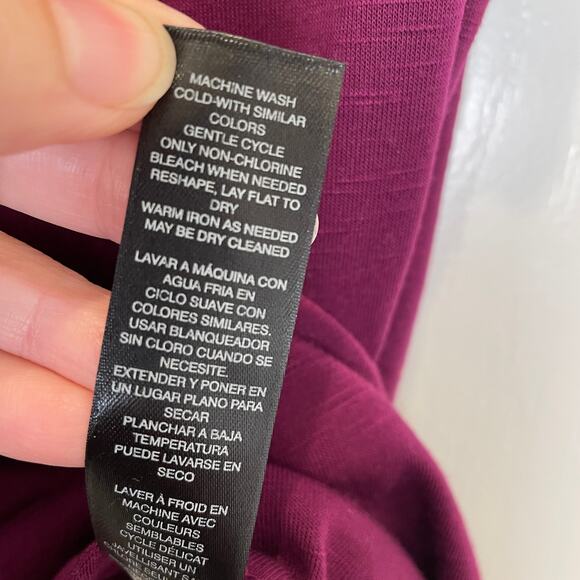 MACHINE WASH
COLD-WITH SIMILAR
COLORS
GENTLE CYCLE
ONLY NON-CHLORINE
BLEACH WHEN NEEDED
RESHAPE, LAY FLAT TO
DRY
WARM IRON AS NEEDED
MAY BE DRY CLEANED
LAVAR A MÁQUINA CON
AGUA FRIA EN
CICLO SUAVE CON
COLORES SIMILARES.
USAR BLANQUEADOR
SIN CLORO CUANDO SE
NECESITE.
EXTENDER Y PONER EN
UN LUGAR PLANO PARA
SECAR
PLANCHAR A BAJA
TEMPERATURA
PUEDE LAVARSE EN
SECO
LAVER À FROID EN
MACHINE AVEC
COULEURS
SEMBLABLES
CYCLE DÉLICAT
UTILISER UN